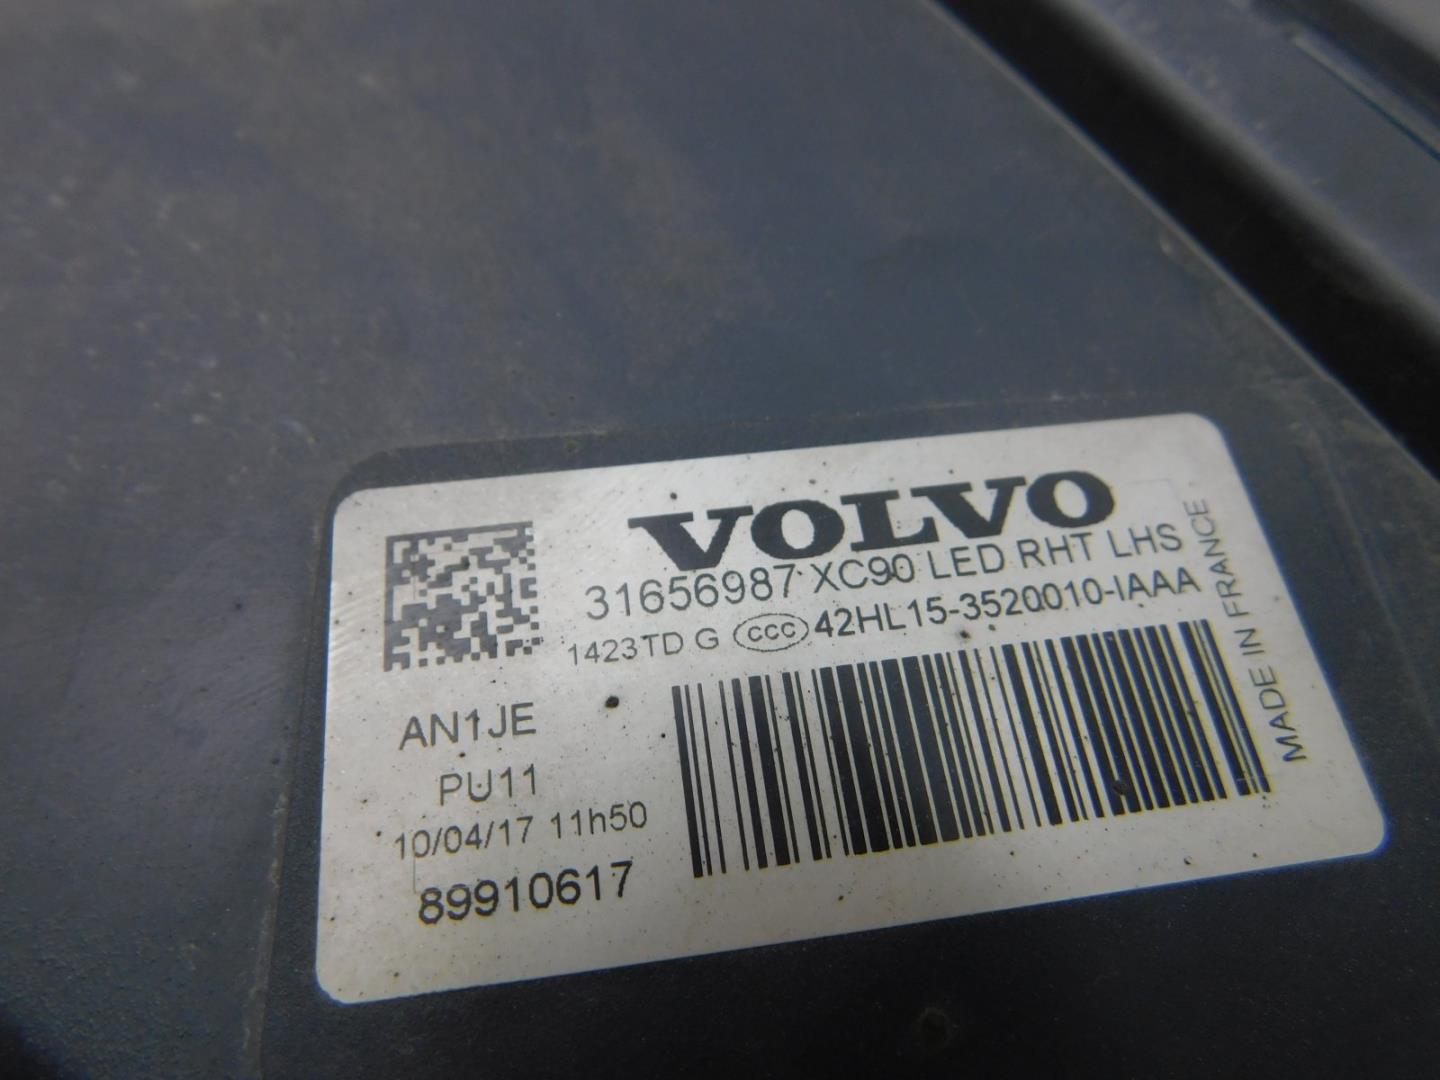 VOLVO
31656987 XC90 LED RHT LHS
1423TD G CCC 42HL15-3520010-IAAA
AN1JE
PU11
10/04/17 11h50
89910617
MADE IN FRANCE